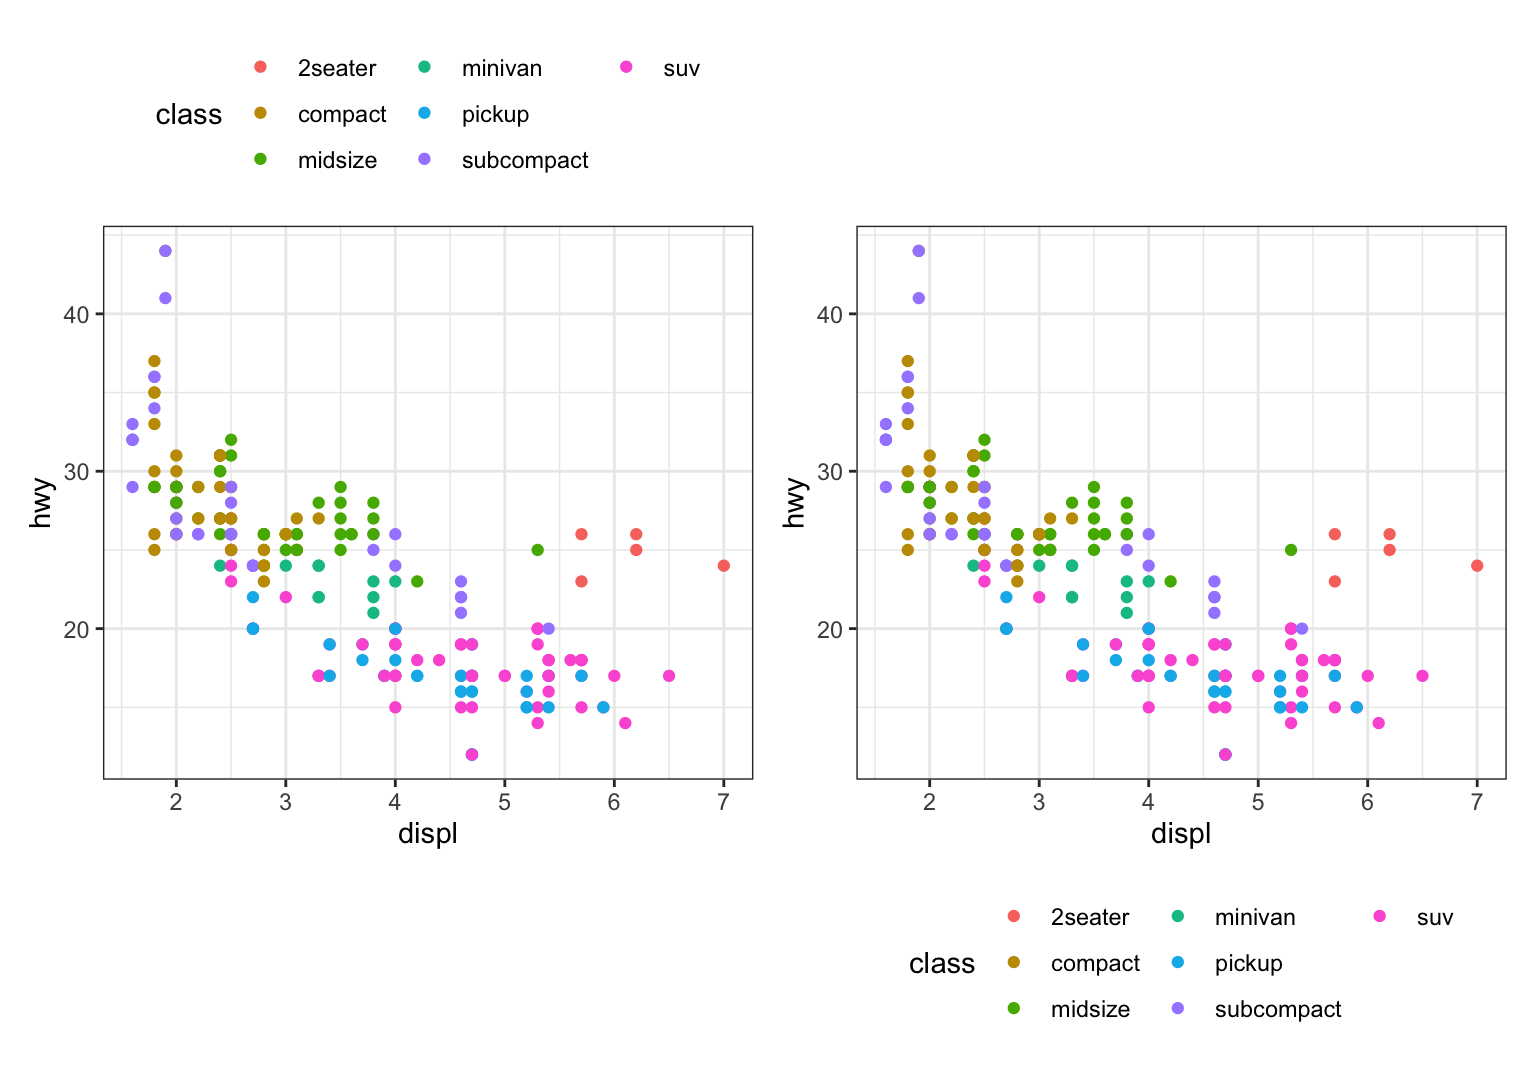 2seater minivan suv
class compact pickup
midsize subcompact
hwy
40
30
20
2 3 4 5 6 7
displ
hwy
40
30
20
2 3 4 5 6 7
displ
2seater minivan suv
class compact pickup
midsize subcompact